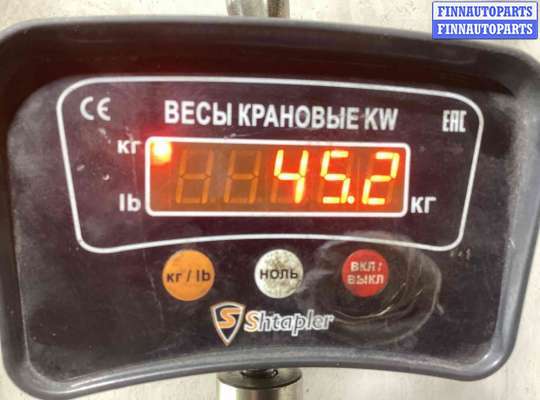 FINNAUTOPARTS
FINNAUTOPARTS
CE
ВЕСЫ КРАНОВЫЕ KW
EAC
кг
45.2
lb
кг
кг / lb
НОЛЬ
ВКЛ /
ВЫКЛ
S Shtapler